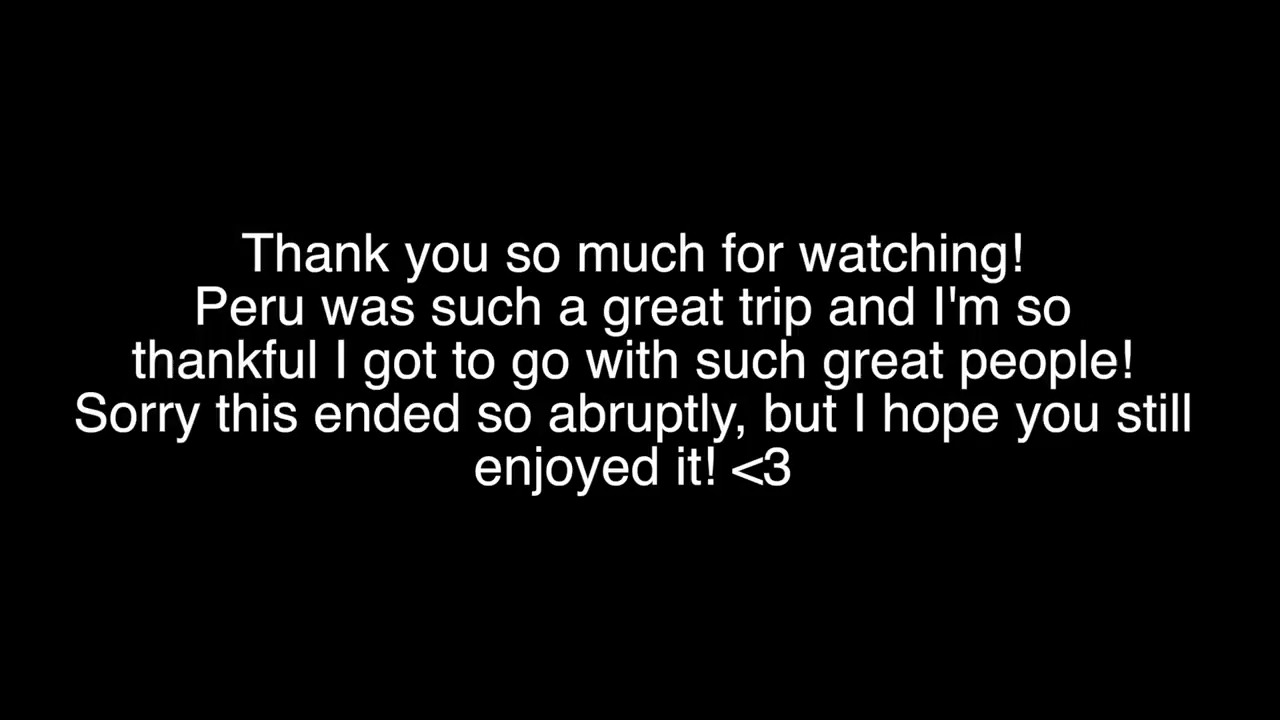 Thank you so much for watching!
Peru was such a great trip and I'm so
thankful I got to go with such great people!
Sorry this ended so abruptly, but I hope you still
enjoyed it! <3